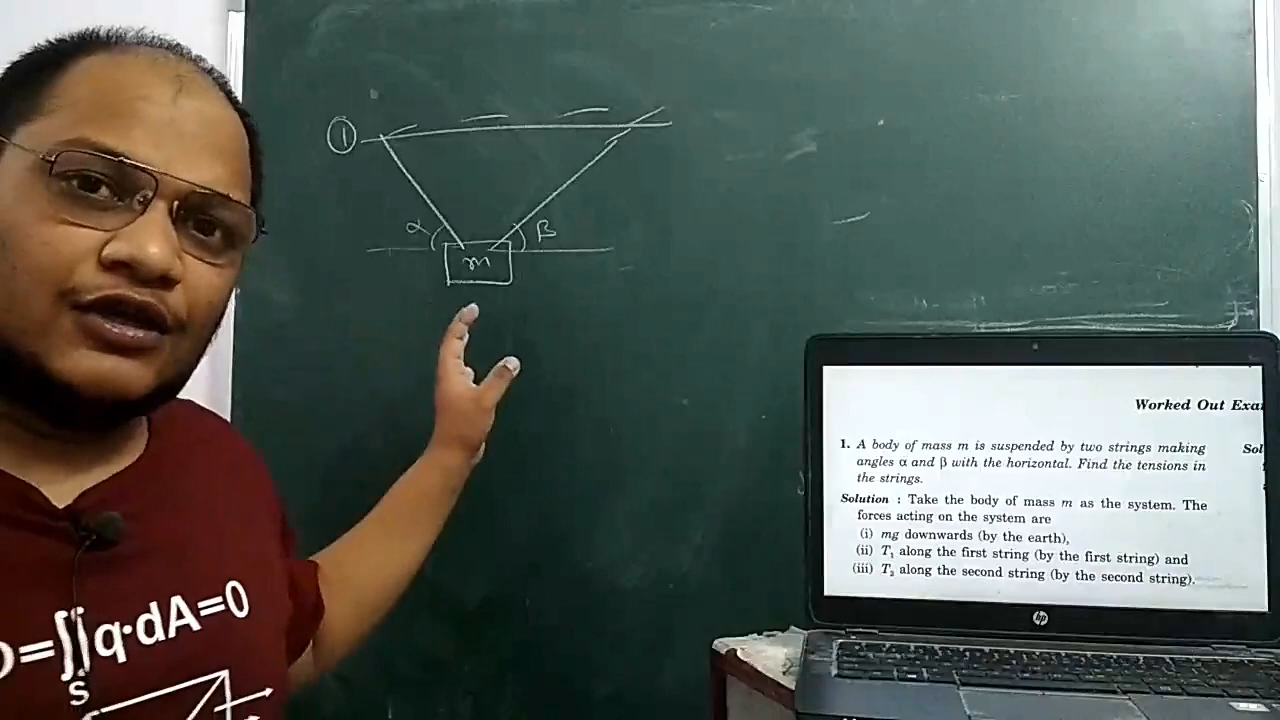 ①
α
β
m
Worked Out Exa
1. A body of mass m is suspended by two strings making
angles α and β with the horizontal. Find the tensions in
the strings.
Sol
Solution : Take the body of mass m as the system. The
forces acting on the system are
(i) mg downwards (by the earth),
(ii) T₁ along the first string (by the first string) and
(iii) T₂ along the second string (by the second string).
hp
=∬q·dA=0
S